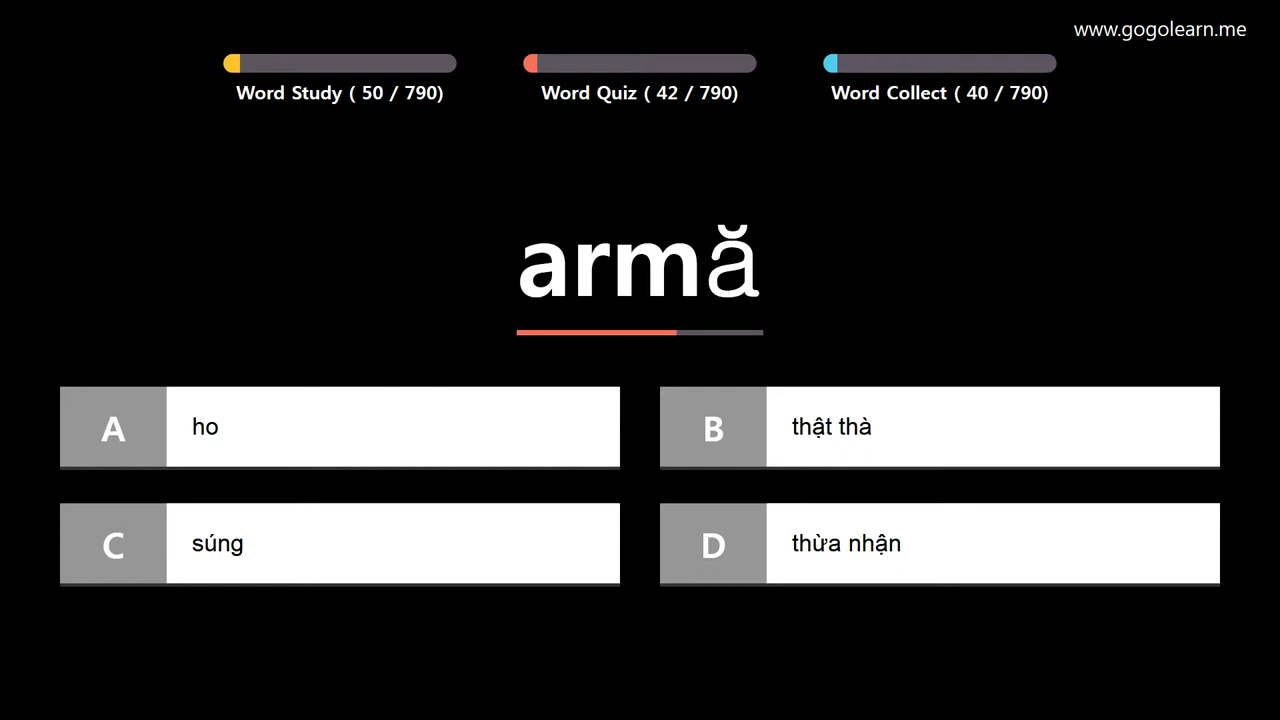 www.gogolearn.me
Word Study ( 50 / 790)
Word Quiz ( 42 / 790)
Word Collect ( 40 / 790)
armă
A ho
B thật thà
C súng
D thừa nhận